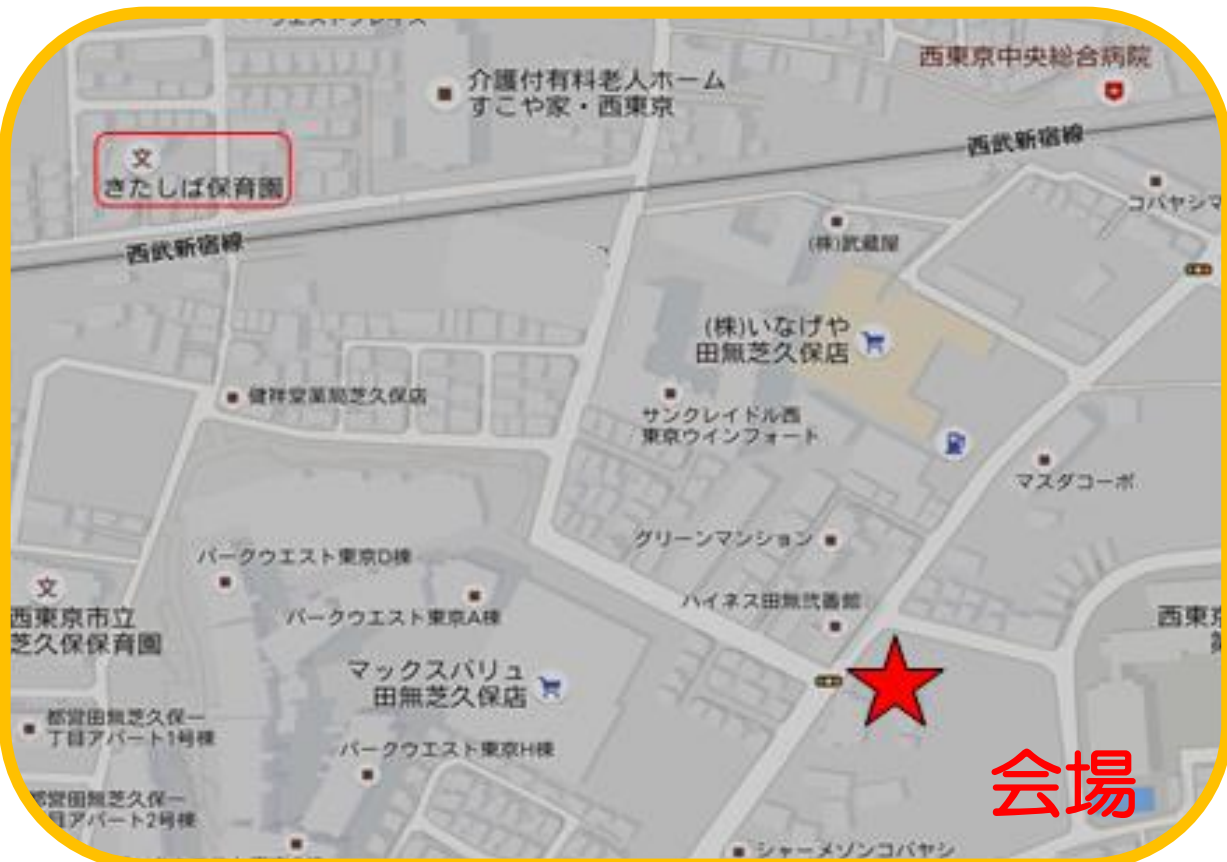 西東京中央総合病院
介護付有料老人ホーム
すこや家・西東京
西武新宿線
文
きたしば保育園
コバヤシマ
西武新宿線
(株)武蔵屋
(株)いなげや
田無芝久保店
健祥堂薬局芝久保店
サンクレイドル西
東京ウインフォート
マスダコーポ
グリーンマンション
パークウエスト東京D棟
文
西東京市立
芝久保保育園
パークウエスト東京A棟
ハイネス田無弐番館
西東京
マックスバリュ
田無芝久保店
都営田無芝久保一
丁目アパート1号棟
パークウエスト東京H棟
会場
都営田無芝久保一
目アパート2号棟
シャーメゾンコバヤシ